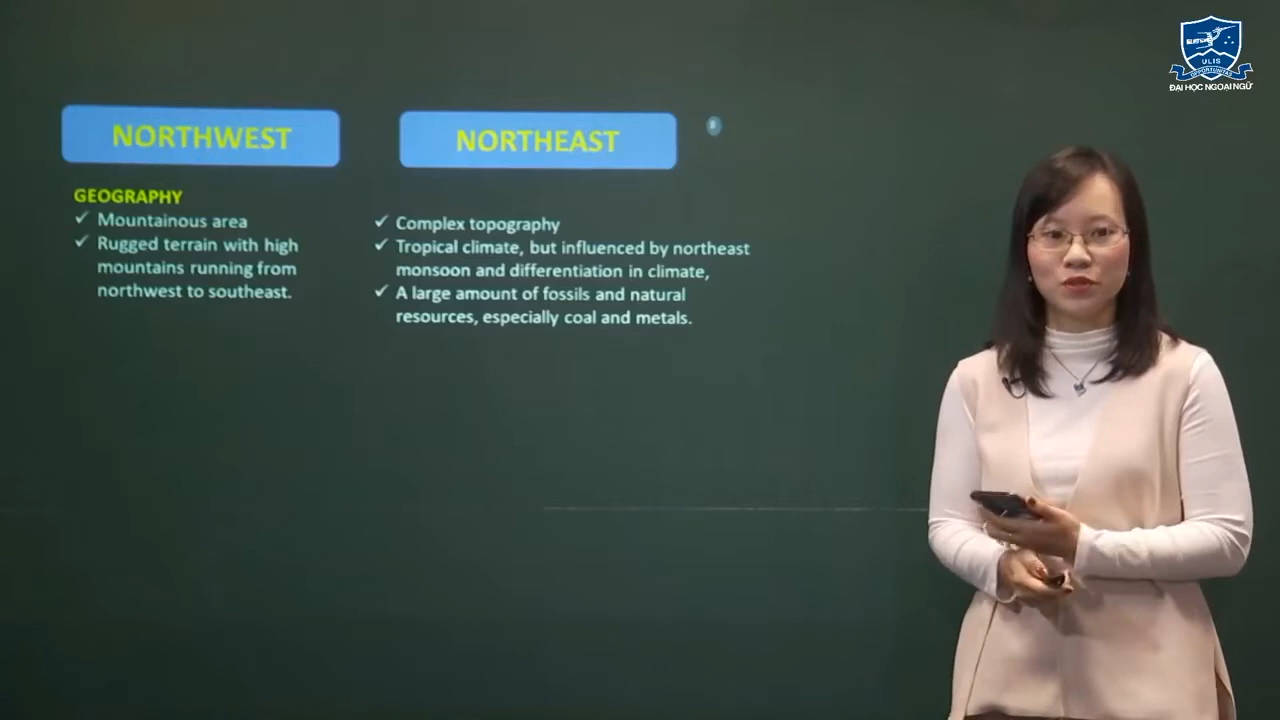 NORTHWEST
NORTHEAST
GEOGRAPHY
✓ Mountainous area
✓ Rugged terrain with high
mountains running from
northwest to southeast.
✓ Complex topography
✓ Tropical climate, but influenced by northeast
monsoon and differentiation in climate,
✓ A large amount of fossils and natural
resources, especially coal and metals.
ULIS
ĐẠI HỌC NGOẠI NGỮ